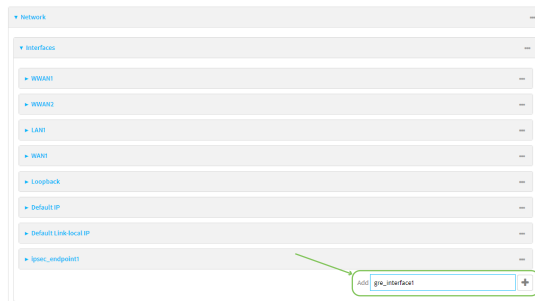 Network
Interfaces
WWAN1
WWAN2
LAN1
WAN1
Loopback
Default IP
Default Link-local IP
ipsec_endpoint1
Add gre_interface1